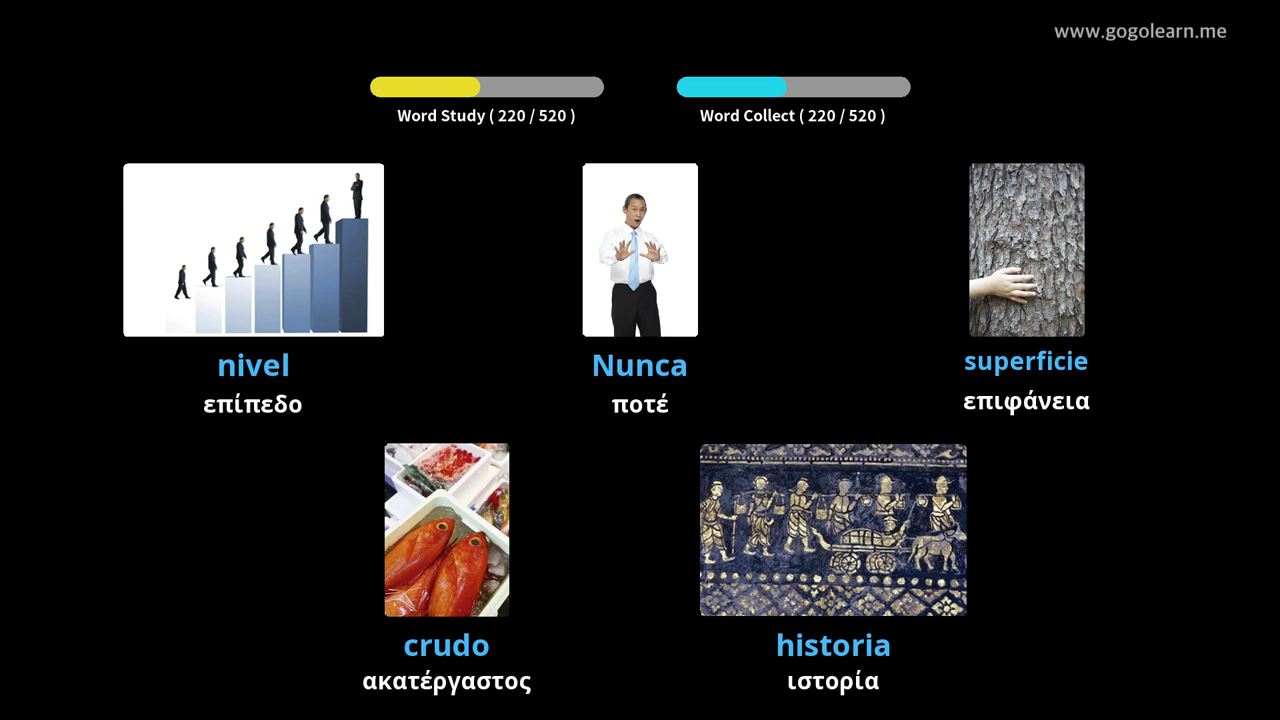 www.gogolearn.me
Word Study ( 220 / 520 )
Word Collect ( 220 / 520 )
nivel
επίπεδο
Nunca
ποτέ
superficie
επιφάνεια
crudo
ακατέργαστος
historia
ιστορία